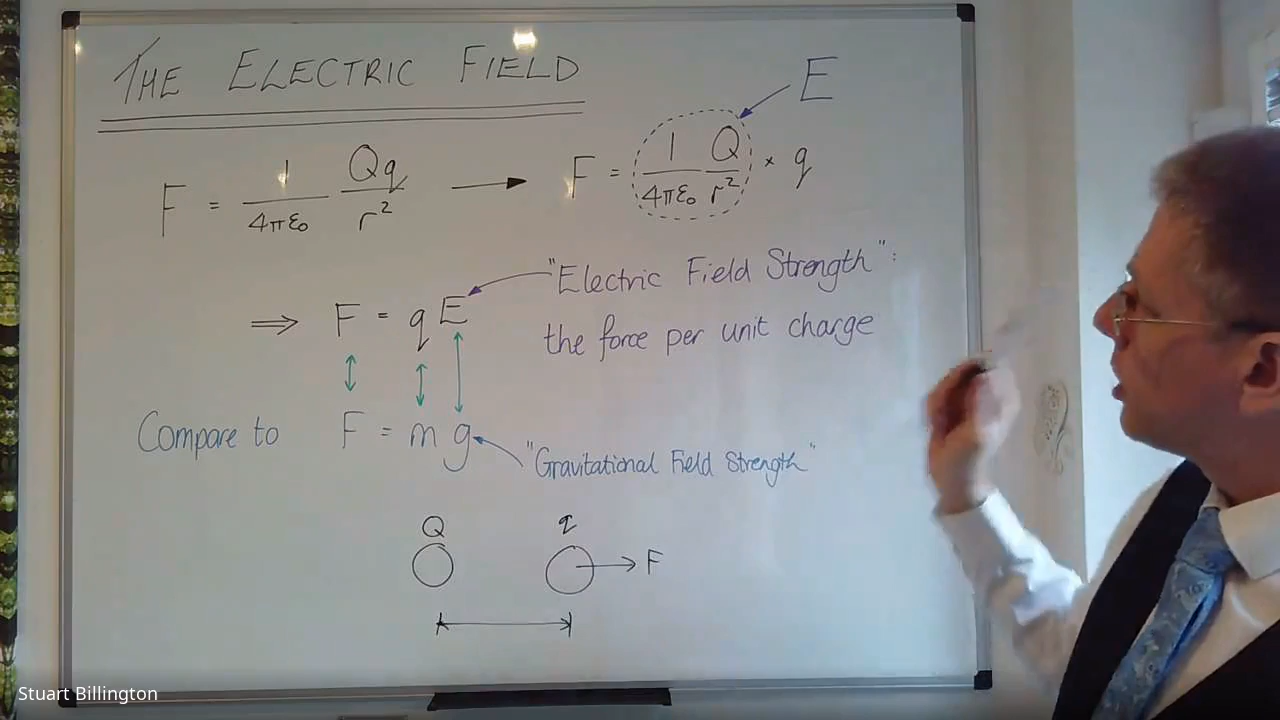 THE ELECTRIC FIELD
E
F = 1/4πε₀ Qq/r² → F = 1/4πε₀ Q/r² × q
"Electric Field Strength":
⇒ F = qE
the force per unit charge
Compare to F = mg
"Gravitational Field Strength"
Q q
F
Stuart Billington